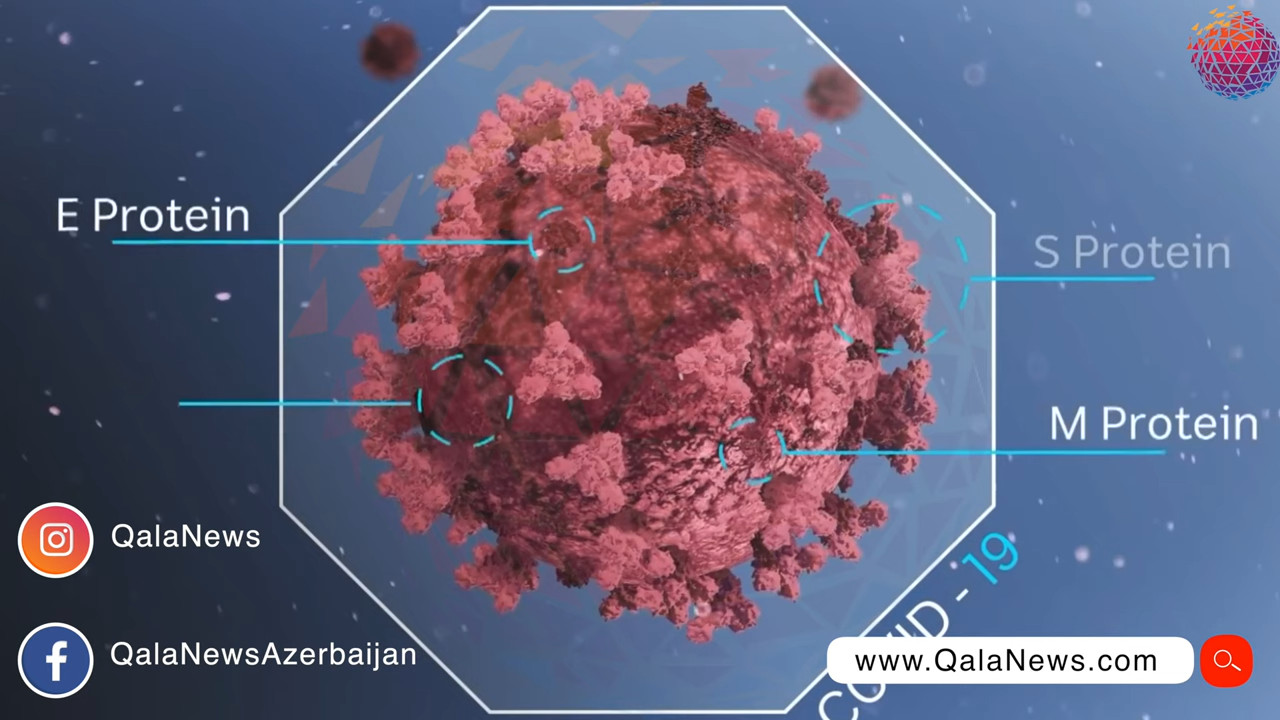 E Protein
S Protein
M Protein
QalaNews
COVID - 19
QalaNewsAzerbaijan
www.QalaNews.com